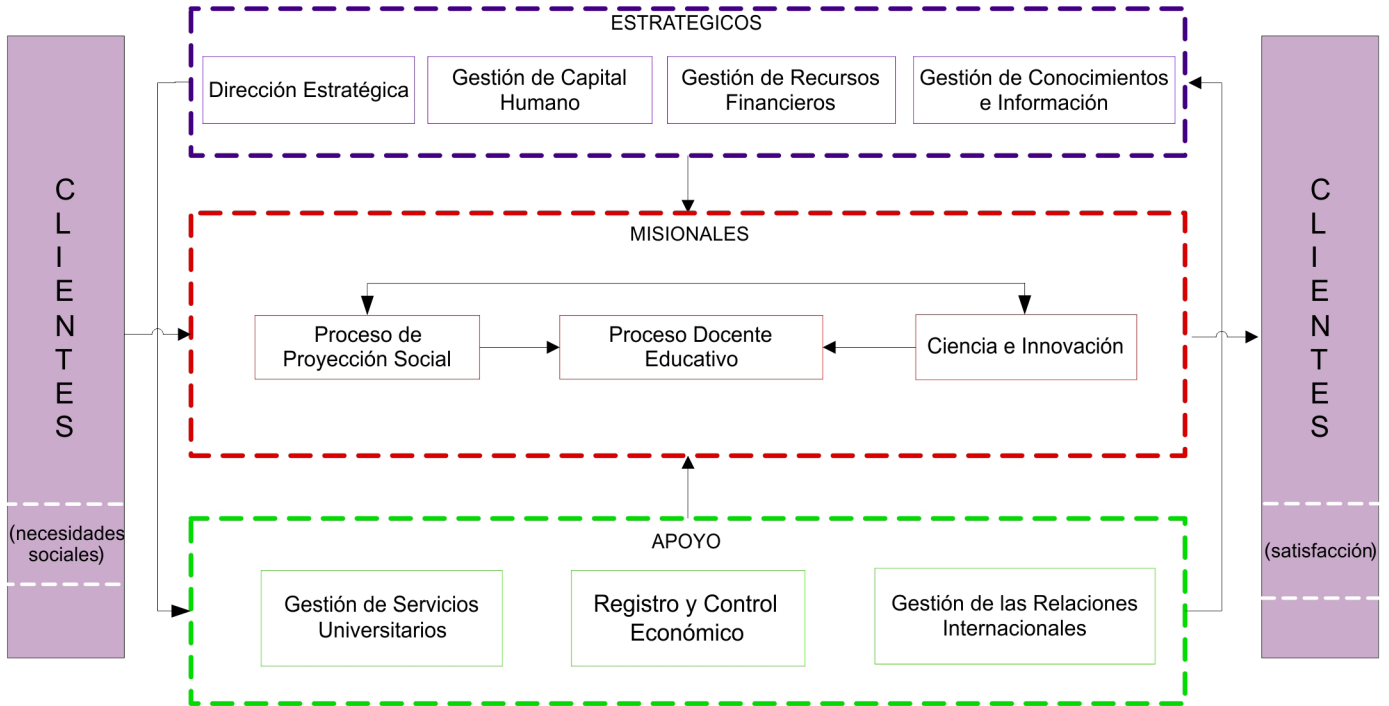 ESTRATEGICOS
Dirección Estratégica
Gestión de Capital
Humano
Gestión de Recursos
Financieros
Gestión de Conocimientos
e Información
CLIENTES
(necesidades
sociales)
MISIONALES
Proceso de
Proyección Social
Proceso Docente
Educativo
Ciencia e Innovación
APOYO
Gestión de Servicios
Universitarios
Registro y Control
Económico
Gestión de las Relaciones
Internacionales
CLIENTES
(satisfacción)